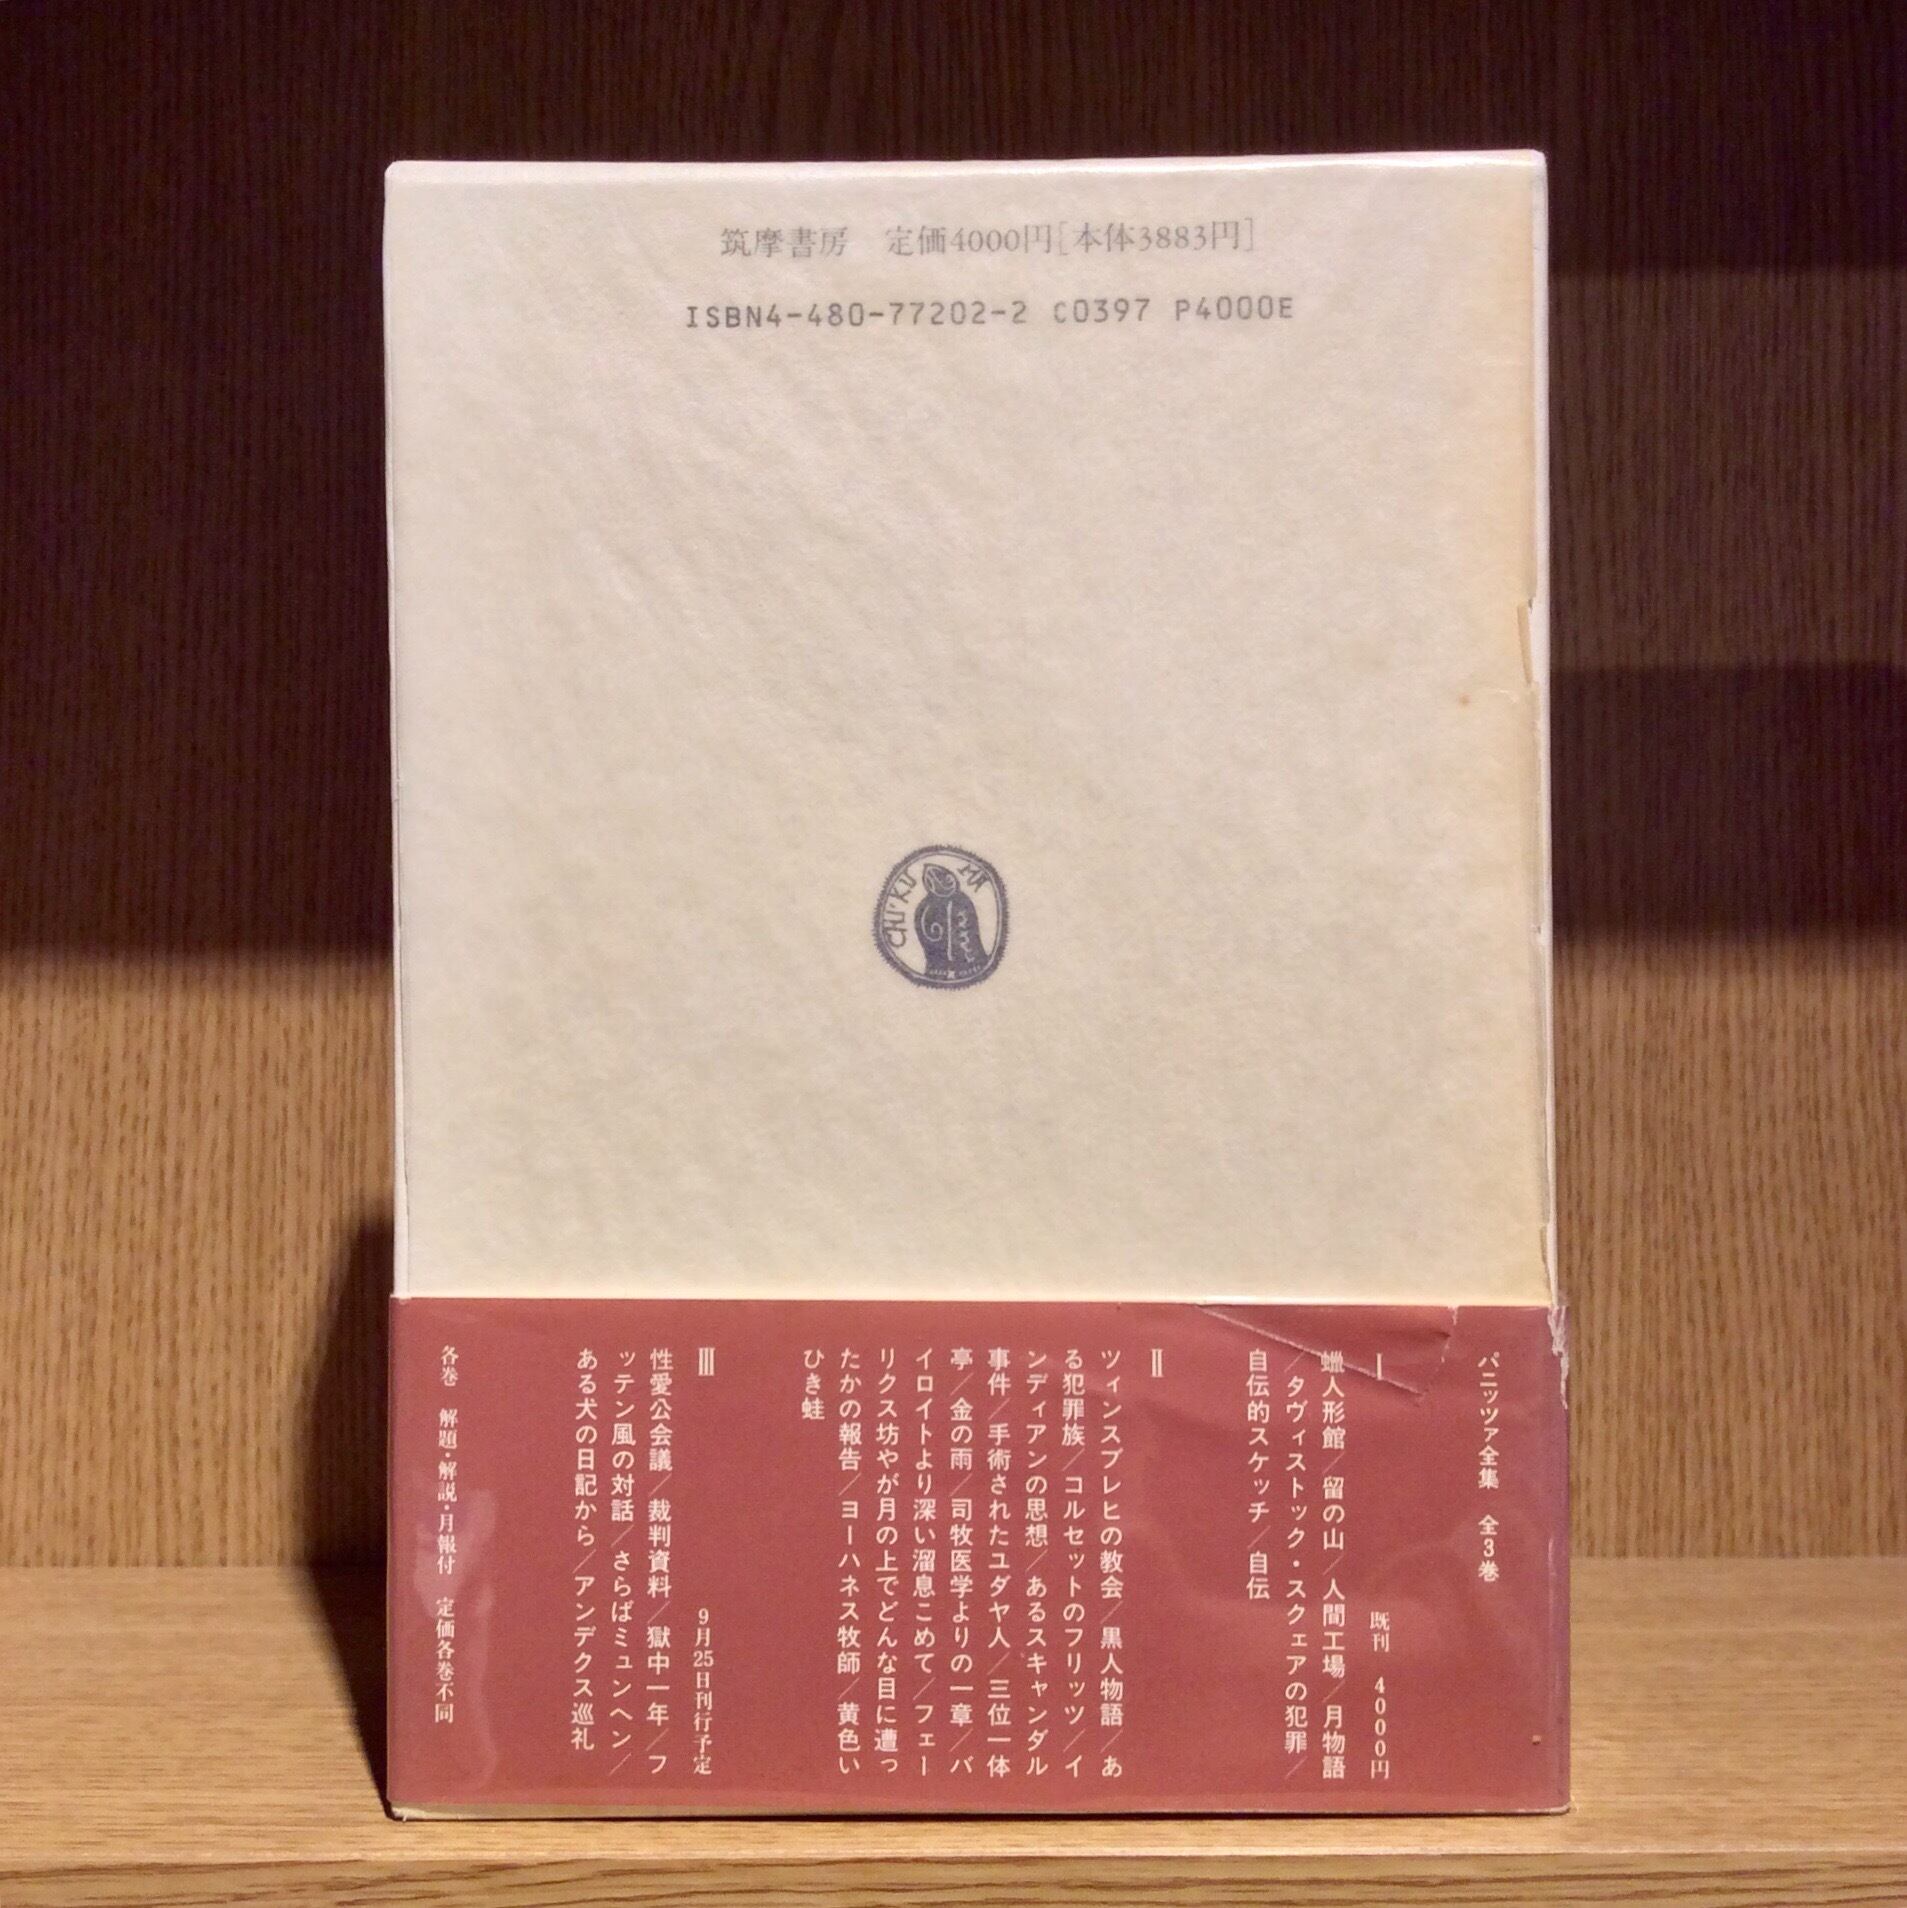 筑摩書房 定価4000円[本体3883円]
ISBN4-480-77202-2 C0397 P4000E
CHI'KUMA
パニッツァ全集 全3巻
Ⅰ 既刊 4000円
蠟人形館/留の山/人間工場/月物語
/タヴィストック・スクェアの犯罪/
自伝的スケッチ/自伝
Ⅱ
ツィンスブレヒの教会/黒人物語/あ
る犯罪族/コルセットのフリッツ/イ
ンディアンの思想/あるスキャンダル
事件/手術されたユダヤ人/三位一体
亭/金の雨/司牧医学よりの一章/バ
イロイトより深い溜息こめて/フェー
リクス坊やが月の上でどんな目に遭っ
たかの報告/ヨーハネス牧師/黄色い
ひき蛙
Ⅲ 9月25日刊行予定
性愛公会議/裁判資料/獄中一年/フ
ッテン風の対話/さらばミュンヘン/
ある犬の日記から/アンデクス巡礼
各巻 解題・解説・月報付 定価各巻不同